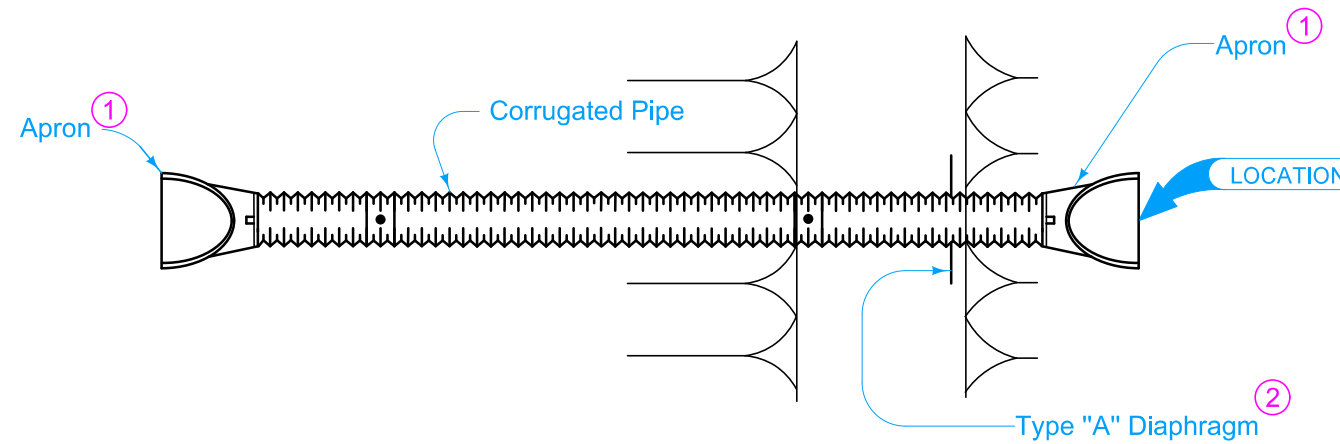 Apron 1
Corrugated Pipe
Apron 1
LOCATION
Type "A" Diaphragm 2